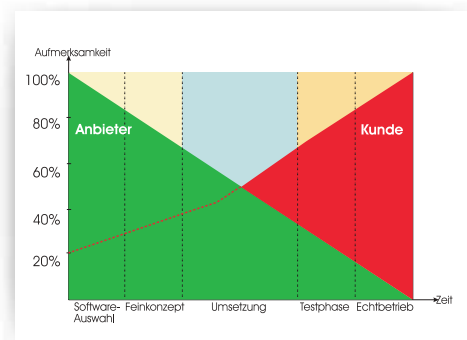 Aufmerksamkeit
100%
80%
Anbieter
Kunde
60%
40%
20%
Zeit
Software-
Auswahl
Feinkonzept
Umsetzung
Testphase
Echtbetrieb